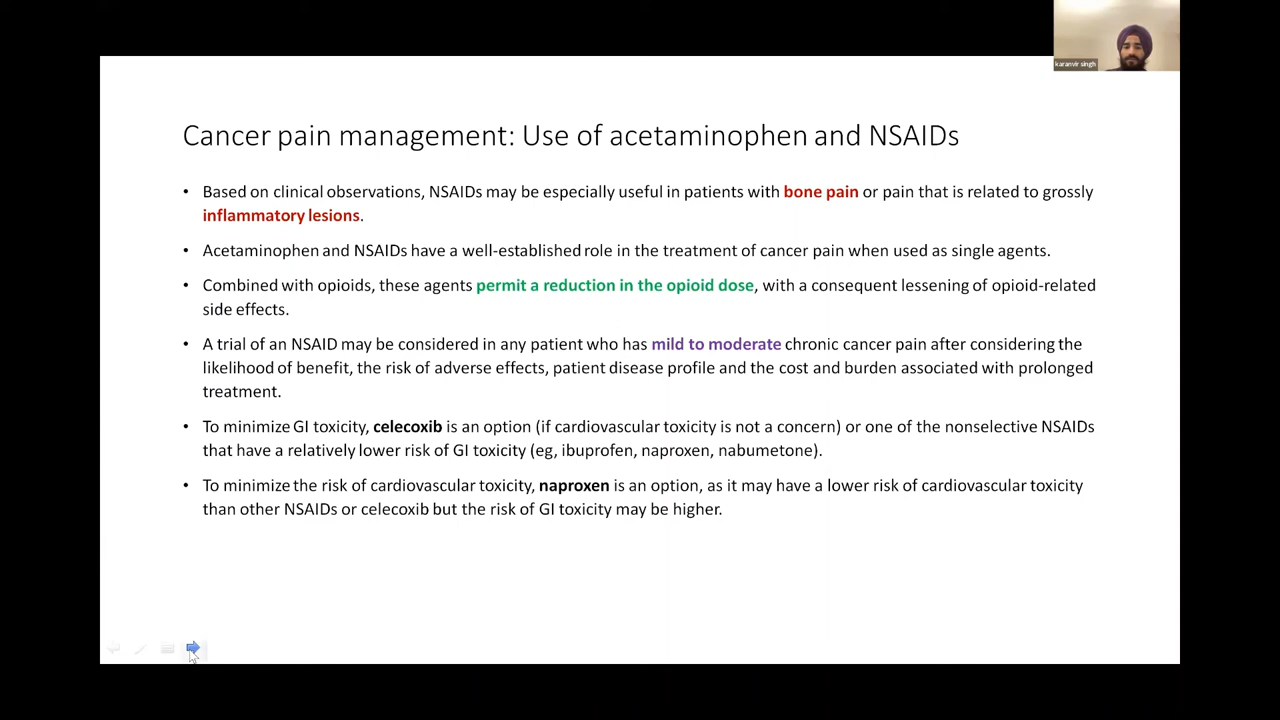 karanvir singh
Cancer pain management: Use of acetaminophen and NSAIDs
• Based on clinical observations, NSAIDs may be especially useful in patients with bone pain or pain that is related to grossly
inflammatory lesions.
• Acetaminophen and NSAIDs have a well-established role in the treatment of cancer pain when used as single agents.
• Combined with opioids, these agents permit a reduction in the opioid dose, with a consequent lessening of opioid-related
side effects.
• A trial of an NSAID may be considered in any patient who has mild to moderate chronic cancer pain after considering the
likelihood of benefit, the risk of adverse effects, patient disease profile and the cost and burden associated with prolonged
treatment.
• To minimize GI toxicity, celecoxib is an option (if cardiovascular toxicity is not a concern) or one of the nonselective NSAIDs
that have a relatively lower risk of GI toxicity (eg, ibuprofen, naproxen, nabumetone).
• To minimize the risk of cardiovascular toxicity, naproxen is an option, as it may have a lower risk of cardiovascular toxicity
than other NSAIDs or celecoxib but the risk of GI toxicity may be higher.